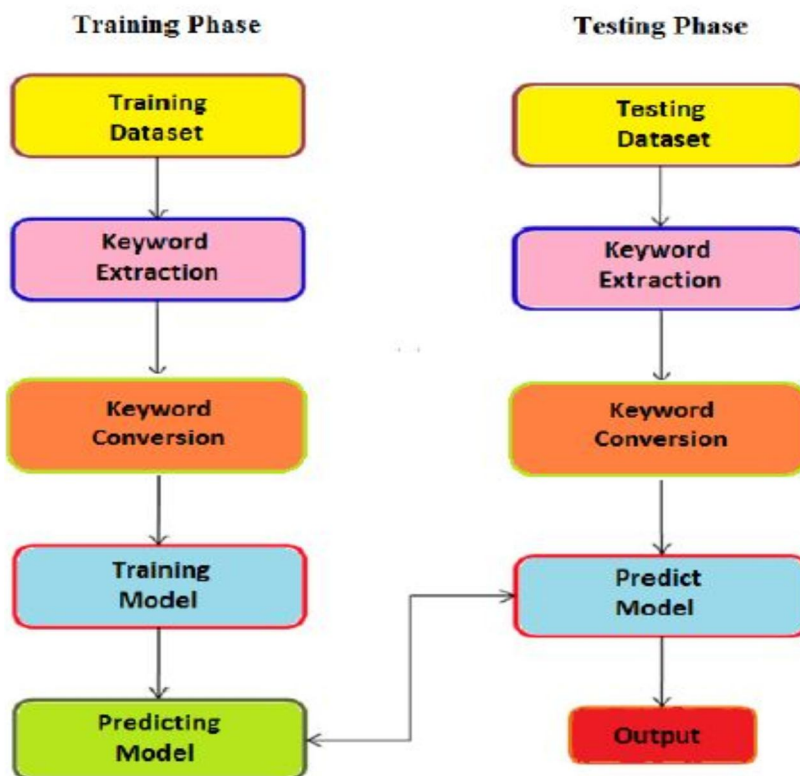 Training Phase
Training
Dataset
Keyword
Extraction
Keyword
Conversion
Training
Model
Predicting
Model
Testing Phase
Testing
Dataset
Keyword
Extraction
Keyword
Conversion
Predict
Model
Output